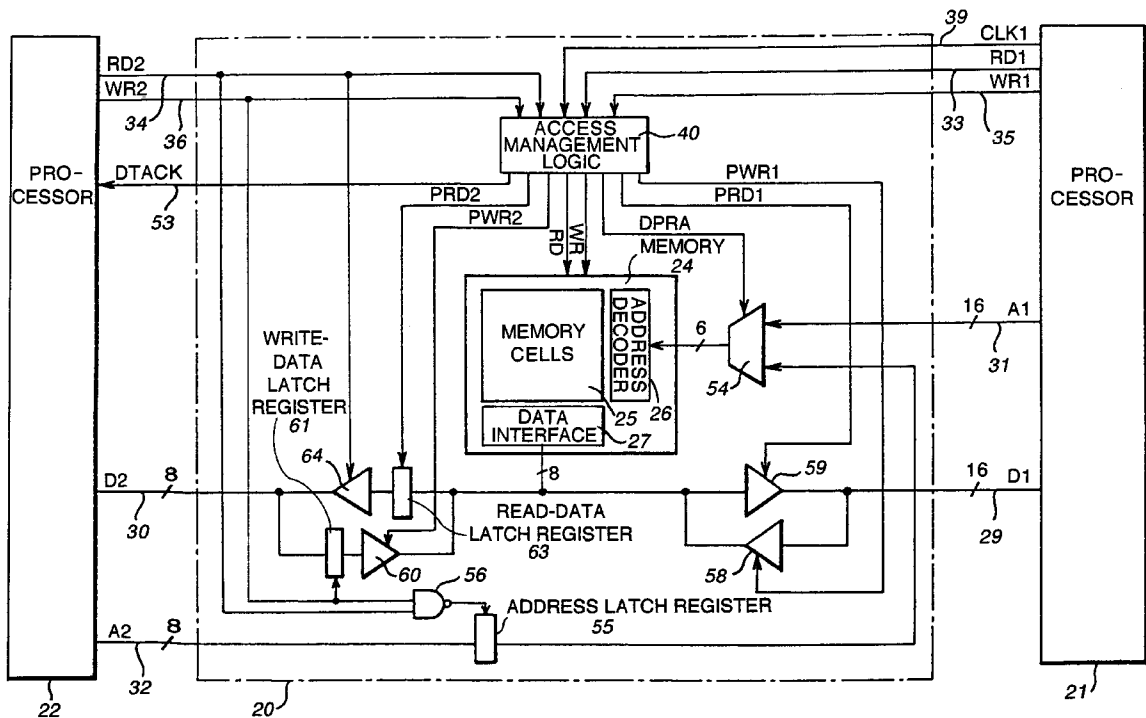 39
CLK1
RD2
RD1
WR2
WR1
34
36
33
35
ACCESS
MANAGEMENT
LOGIC
40
PRO-
CESSOR
DTACK
53
PRD2
PWR2
RD
WR
DPRA
PWR1
PRD1
PRO-
CESSOR
MEMORY
24
MEMORY
CELLS
25
ADDRESS
DECODER
26
DATA
INTERFACE
27
6
54
16
A1
31
WRITE-
DATA
LATCH
REGISTER
61
64
8
59
D2
8
30
READ-DATA
LATCH REGISTER
63
60
58
16
D1
29
56
ADDRESS LATCH REGISTER
55
A2
8
32
22
20
21